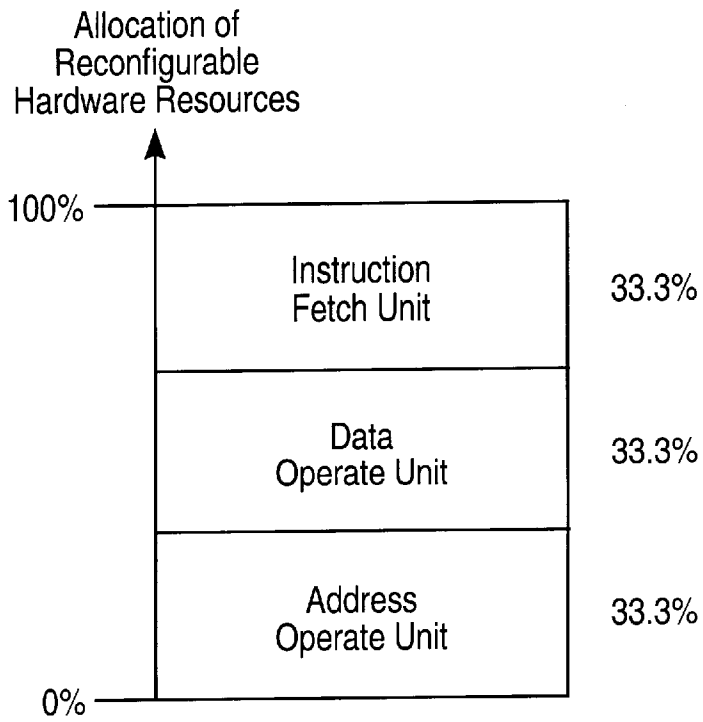 Allocation of
Reconfigurable
Hardware Resources
100%
Instruction
Fetch Unit
33.3%
Data
Operate Unit
33.3%
Address
Operate Unit
33.3%
0%